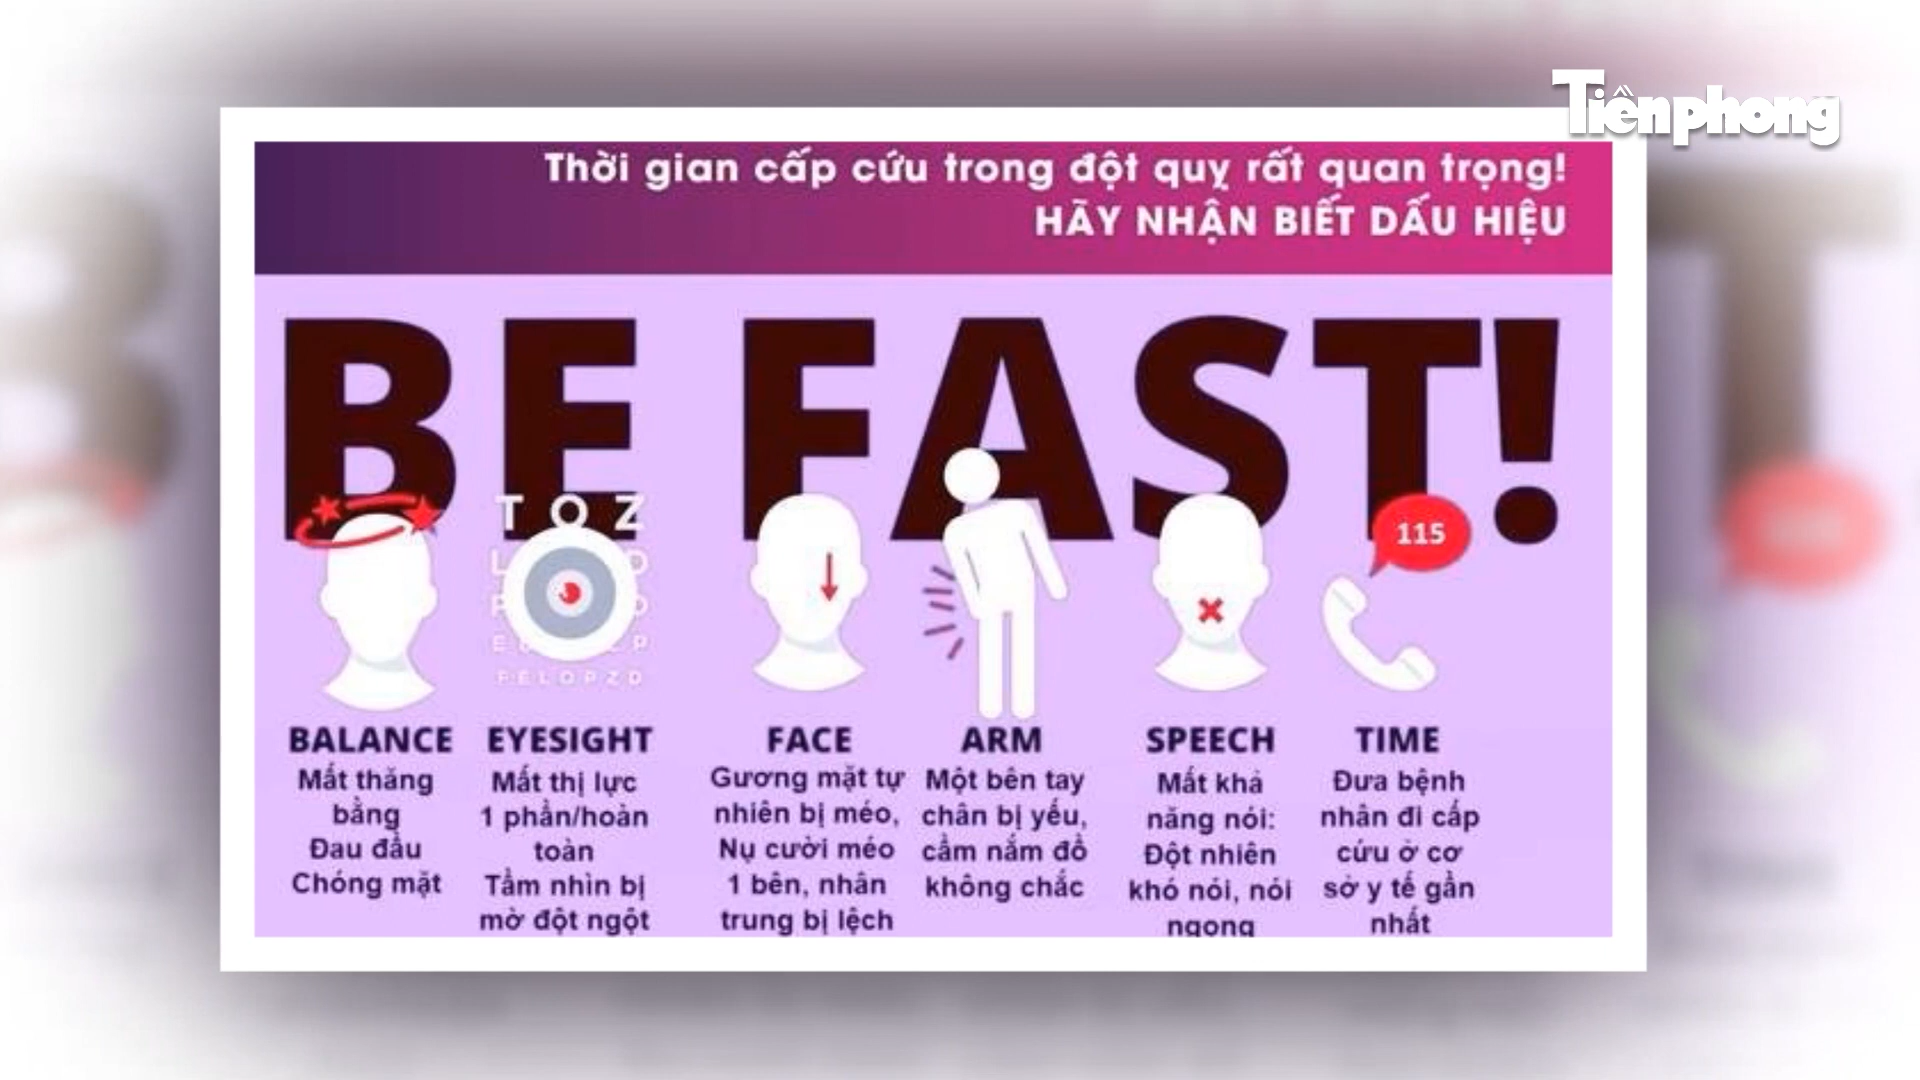 Tiềnphong
Thời gian cấp cứu trong đột quỵ rất quan trọng!
HÃY NHẬN BIẾT DẤU HIỆU
BE FAST!
T O Z
F E L O P Z D
115
BALANCE
Mất thăng
bằng
Đau đầu
Chóng mặt
EYESIGHT
Mất thị lực
1 phần/hoàn
toàn
Tầm nhìn bị
mờ đột ngột
FACE
Gương mặt tự
nhiên bị méo,
Nụ cười méo
1 bên, nhân
trung bị lệch
ARM
Một bên tay
chân bị yếu,
cầm nắm đồ
không chắc
SPEECH
Mất khả
năng nói:
Đột nhiên
khó nói, nói
ngọng
TIME
Đưa bệnh
nhân đi cấp
cứu ở cơ
sở y tế gần
nhất